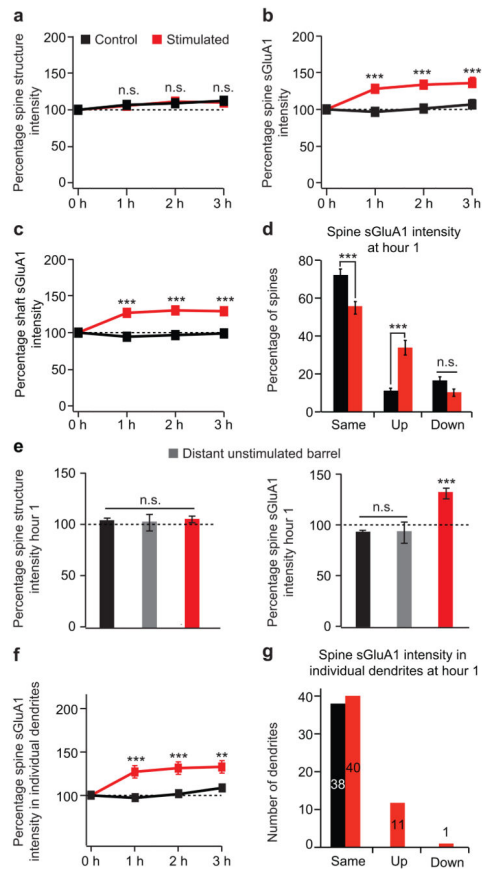 a
Control
Stimulated
Percentage spine structure
intensity
200
150
100
50
0
n.s.
n.s.
n.s.
0 h
1 h
2 h
3 h
b
Percentage spine sGluA1
intensity
200
150
100
50
0
***
***
***
0 h
1 h
2 h
3 h
c
Percentage shaft sGluA1
intensity
200
150
100
50
0
***
***
***
0 h
1 h
2 h
3 h
d
Spine sGluA1 intensity
at hour 1
Percentage of spines
80
60
40
20
0
***
***
n.s.
Same
Up
Down
e
Distant unstimulated barrel
Percentage spine structure
intensity hour 1
150
100
50
0
n.s.
Percentage spine sGluA1
intensity hour 1
150
100
50
0
n.s.
***
f
Percentage spine sGluA1
intensity in individual dendrites
200
150
100
50
0
***
***
**
0 h
1 h
2 h
3 h
g
Spine sGluA1 intensity in
individual dendrites at hour 1
Number of dendrites
40
30
20
10
0
38
40
11
1
Same
Up
Down